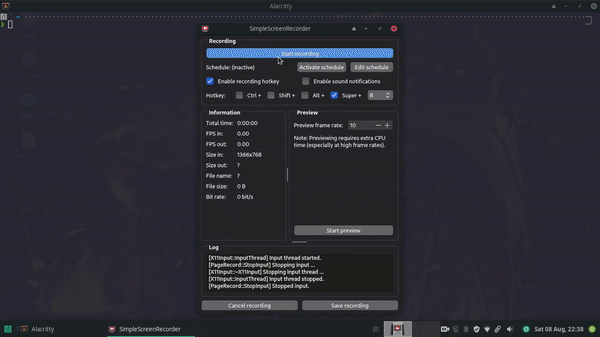 Alacritty
SimpleScreenRecorder
Recording
Start recording
Schedule: (inactive)
Activate schedule
Edit schedule
Enable recording hotkey
Enable sound notifications
Hotkey:
Ctrl +
Shift +
Alt +
Super +
R
Information
Total time: 0:00:00
FPS in: 0.00
FPS out: 0.00
Size in: 1366x768
Size out: ?
File name: ?
File size: 0 B
Bit rate: 0 bit/s
Preview
Preview frame rate: 10
Note: Previewing requires extra CPU
time (especially at high frame rates).
Start preview
Log
[X11Input::InputThread] Input thread started.
[PageRecord::StopInput] Stopping input ...
[X11Input::~X11Input] Stopping input thread ...
[X11Input::InputThread] Input thread stopped.
[PageRecord::StopInput] Stopped input.
Cancel recording
Save recording
Alacritty
SimpleScreenRecorder
Sat 08 Aug, 22:38